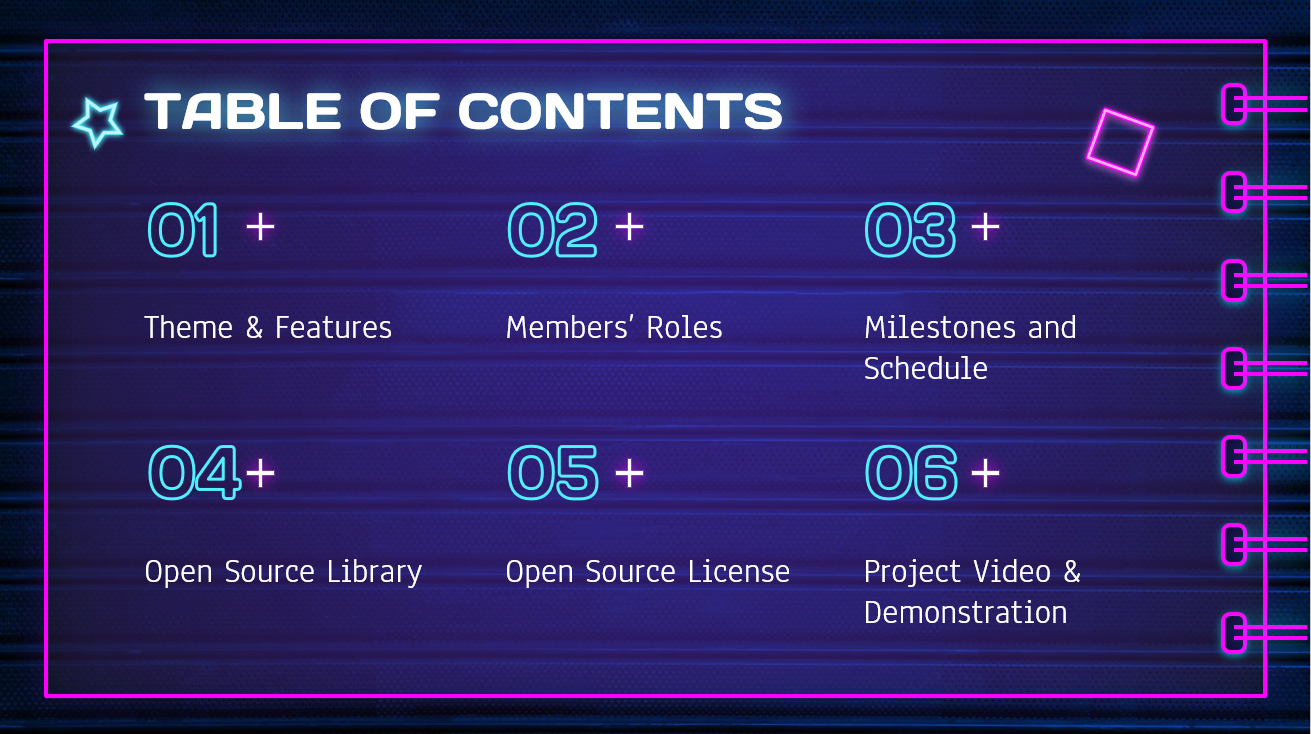 TABLE OF CONTENTS
01 +
02 +
03 +
Theme & Features
Members’ Roles
Milestones and
Schedule
04 +
05 +
06 +
Open Source Library
Open Source License
Project Video &
Demonstration